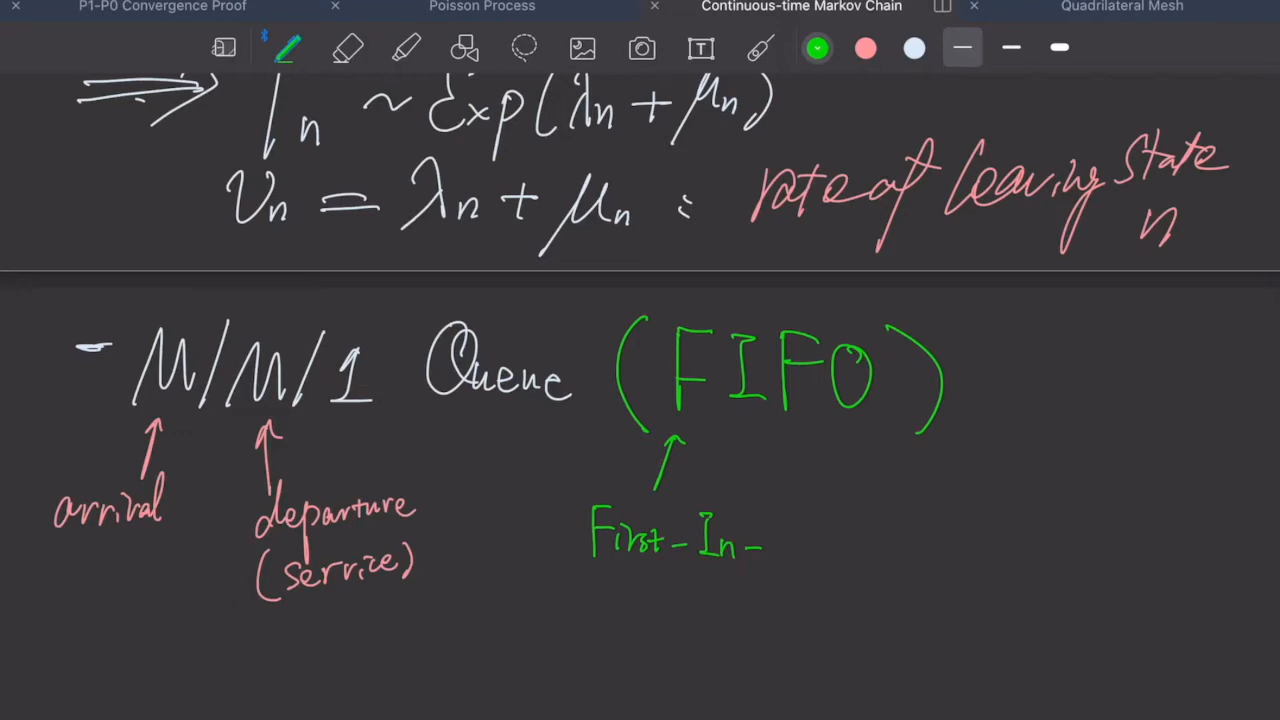 P1-P0 Convergence Proof
Poisson Process
Continuous-time Markov Chain
Quadrilateral Mesh
⟹ Tn ~ Exp(λn + μn)
νn = λn + μn : rate of leaving state n
- M/M/1 Queue (FIFO)
arrival
departure
(service)
First-In-